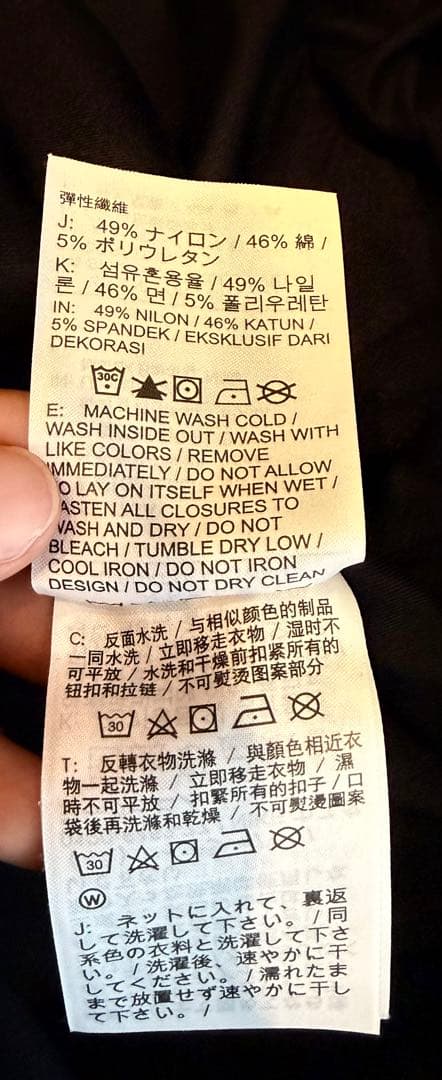 彈性纖維
J: 49% ナイロン / 46% 綿 /
5% ポリウレタン
K: 섬유혼용율 / 49% 나일
론 / 46% 면 / 5% 폴리우레탄
IN: 49% NILON / 46% KATUN /
5% SPANDEK / EKSKLUSIF DARI
DEKORASI
30C
E: MACHINE WASH COLD /
WASH INSIDE OUT / WASH WITH
LIKE COLORS / REMOVE
IMMEDIATELY / DO NOT ALLOW
TO LAY ON ITSELF WHEN WET /
FASTEN ALL CLOSURES TO
WASH AND DRY / DO NOT
BLEACH / TUMBLE DRY LOW /
COOL IRON / DO NOT IRON
DESIGN / DO NOT DRY CLEAN
C: 反面水洗 / 与相似颜色的制品
一同水洗 / 立即移走衣物 / 湿时不
可平放 / 水洗和干燥前扣紧所有的
钮扣和拉链 / 不可熨烫图案部分
30
T: 反轉衣物洗滌 / 與顏色相近衣
物一起洗滌 / 立即移走衣物 / 濕
時不可平放 / 扣緊所有的扣子 / 口
袋後再洗滌和乾燥 / 不可熨燙圖案
30
W
J: ネットに入れて、裏返
して洗濯して下さい。 / 同
系色の衣料と洗濯して下さ
い。 / 洗濯後、速やかに干
してください。 / 濡れたま
まで放置せず速やかに干し
て下さい。 /